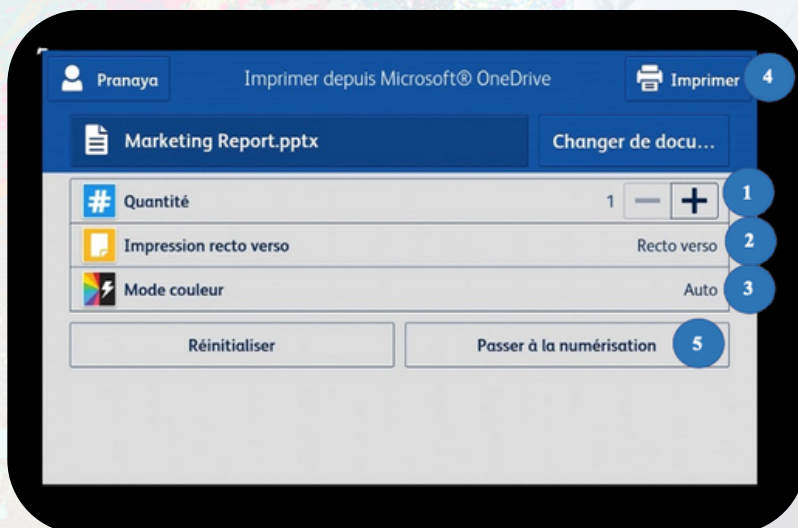 Pranaya
Imprimer depuis Microsoft® OneDrive
Imprimer
4
Marketing Report.pptx
Changer de docu...
# Quantité
1 — +
1
Impression recto verso
Recto verso
2
Mode couleur
Auto
3
Réinitialiser
Passer à la numérisation
5